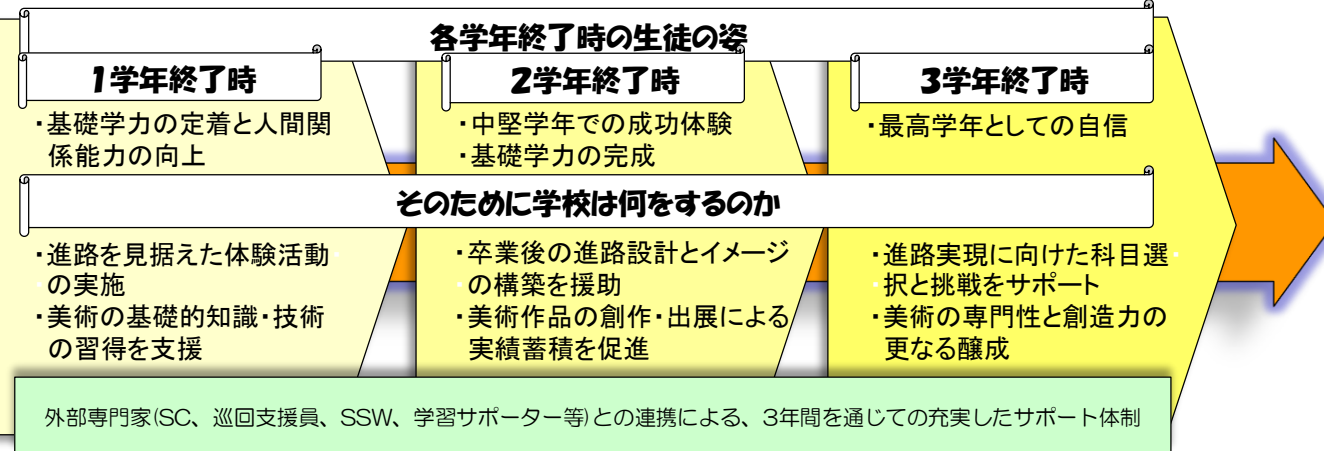 各学年終了時の生徒の姿
1学年終了時
・基礎学力の定着と人間関
係能力の向上
2学年終了時
・中堅学年での成功体験
・基礎学力の完成
3学年終了時
・最高学年としての自信
そのために学校は何をするのか
・進路を見据えた体験活動
の実施
・美術の基礎的知識・技術
の習得を支援
・卒業後の進路設計とイメージ
の構築を援助
・美術作品の創作・出展による
実績蓄積を促進
・進路実現に向けた科目選
択と挑戦をサポート
・美術の専門性と創造力の
更なる醸成
外部専門家(SC、巡回支援員、SSW、学習サポーター等)との連携による、3年間を通じての充実したサポート体制